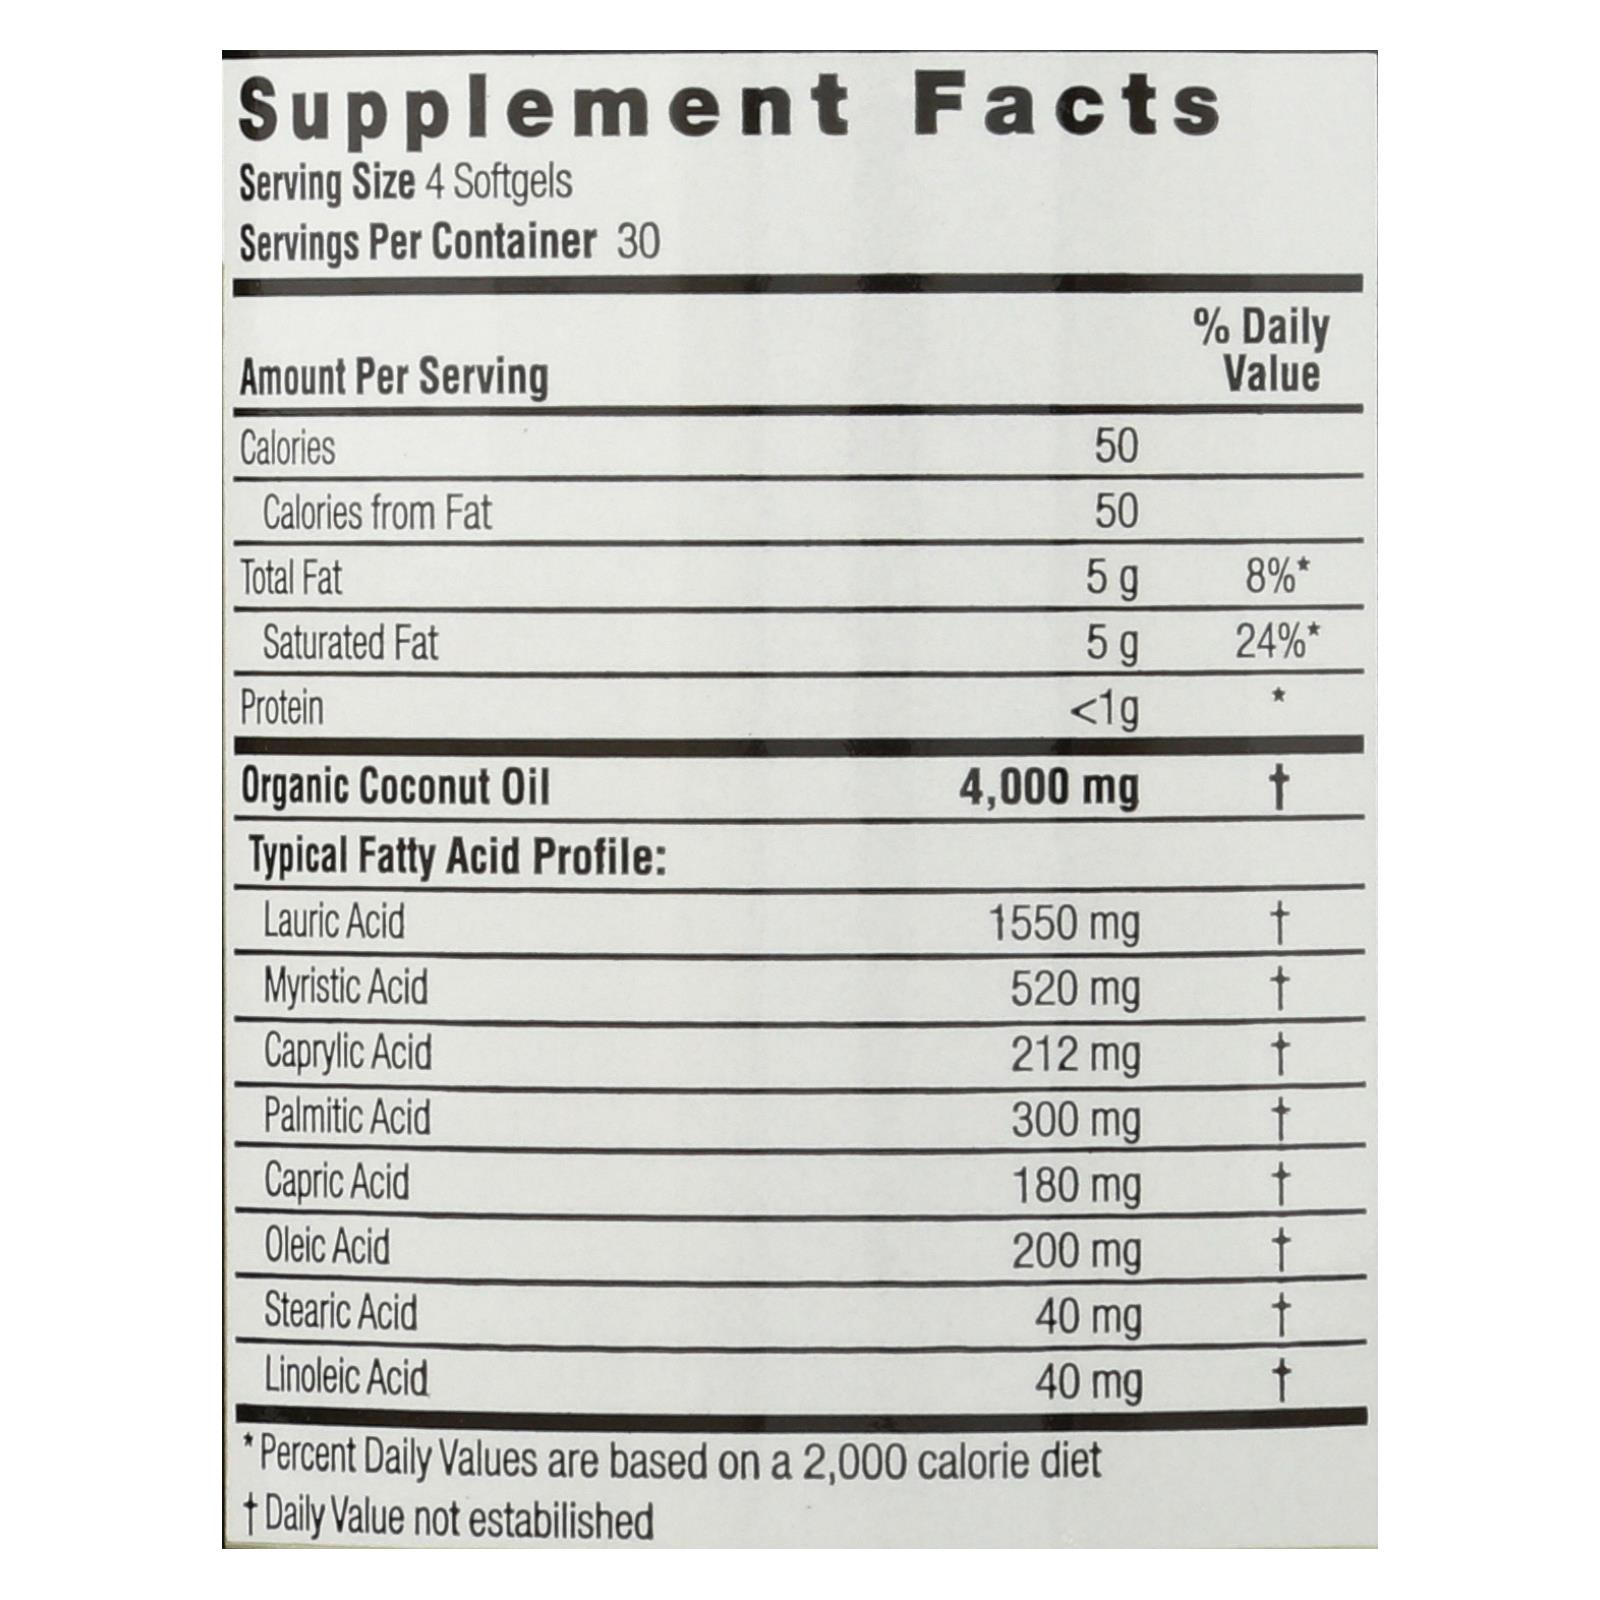 Supplement Facts
Serving Size 4 Softgels
Servings Per Container 30
% Daily
Value
Amount Per Serving
Calories 50
Calories from Fat 50
Total Fat 5 g 8%*
Saturated Fat 5 g 24%*
Protein <1g *
Organic Coconut Oil 4,000 mg †
Typical Fatty Acid Profile:
Lauric Acid 1550 mg †
Myristic Acid 520 mg †
Caprylic Acid 212 mg †
Palmitic Acid 300 mg †
Capric Acid 180 mg †
Oleic Acid 200 mg †
Stearic Acid 40 mg †
Linoleic Acid 40 mg †
* Percent Daily Values are based on a 2,000 calorie diet
† Daily Value not estabilished